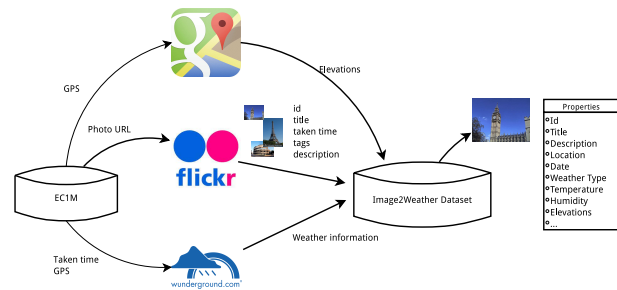 GPS
Elevations
Photo URL
id
title
taken time
tags
description
flickr
EC1M
Image2Weather Dataset
Taken time
GPS
Weather information
wunderground.com
Properties
Id
Title
Description
Location
Date
Weather Type
Temperature
Humidity
Elevations
...